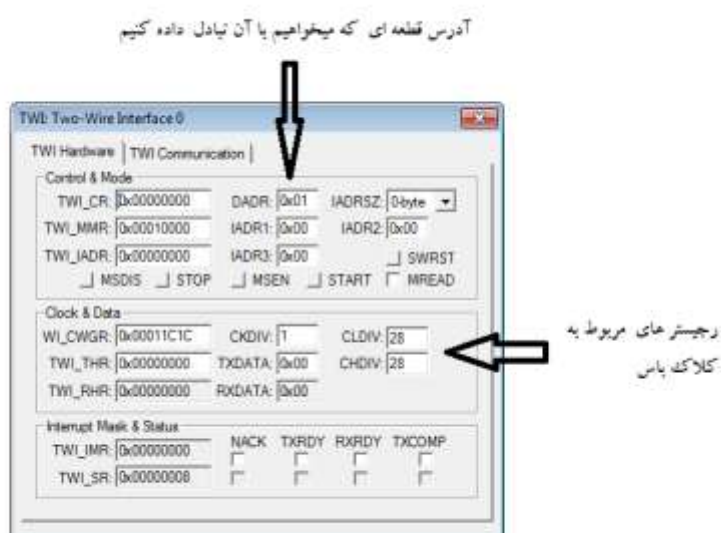 آدرس قطعه ای که میخواهیم با آن تبادل داده کنیم
TWI: Two-Wire Interface 0
TWI Hardware TWI Communication
Control & Mode
TWI_CR: 0x00000000 DADR: 0x01 IADRSZ: 0-byte
TWI_MMR: 0x00010000 IADR1: 0x00 IADR2: 0x00
TWI_IADR: 0x00000000 IADR3: 0x00 SWRST
MSDIS STOP MSEN START MREAD
Clock & Data
WI_CWGR: 0x00011C1C CKDIV: 1 CLDIV: 28
TWI_THR: 0x00000000 TXDATA: 0x00 CHDIV: 28
TWI_RHR: 0x00000000 RXDATA: 0x00
رجیستر های مربوط به
کلاک باس
Interrupt Mask & Status
TWI_IMR: 0x00000000 NACK TXRDY RXRDY TXCOMP
TWI_SR: 0x00000008